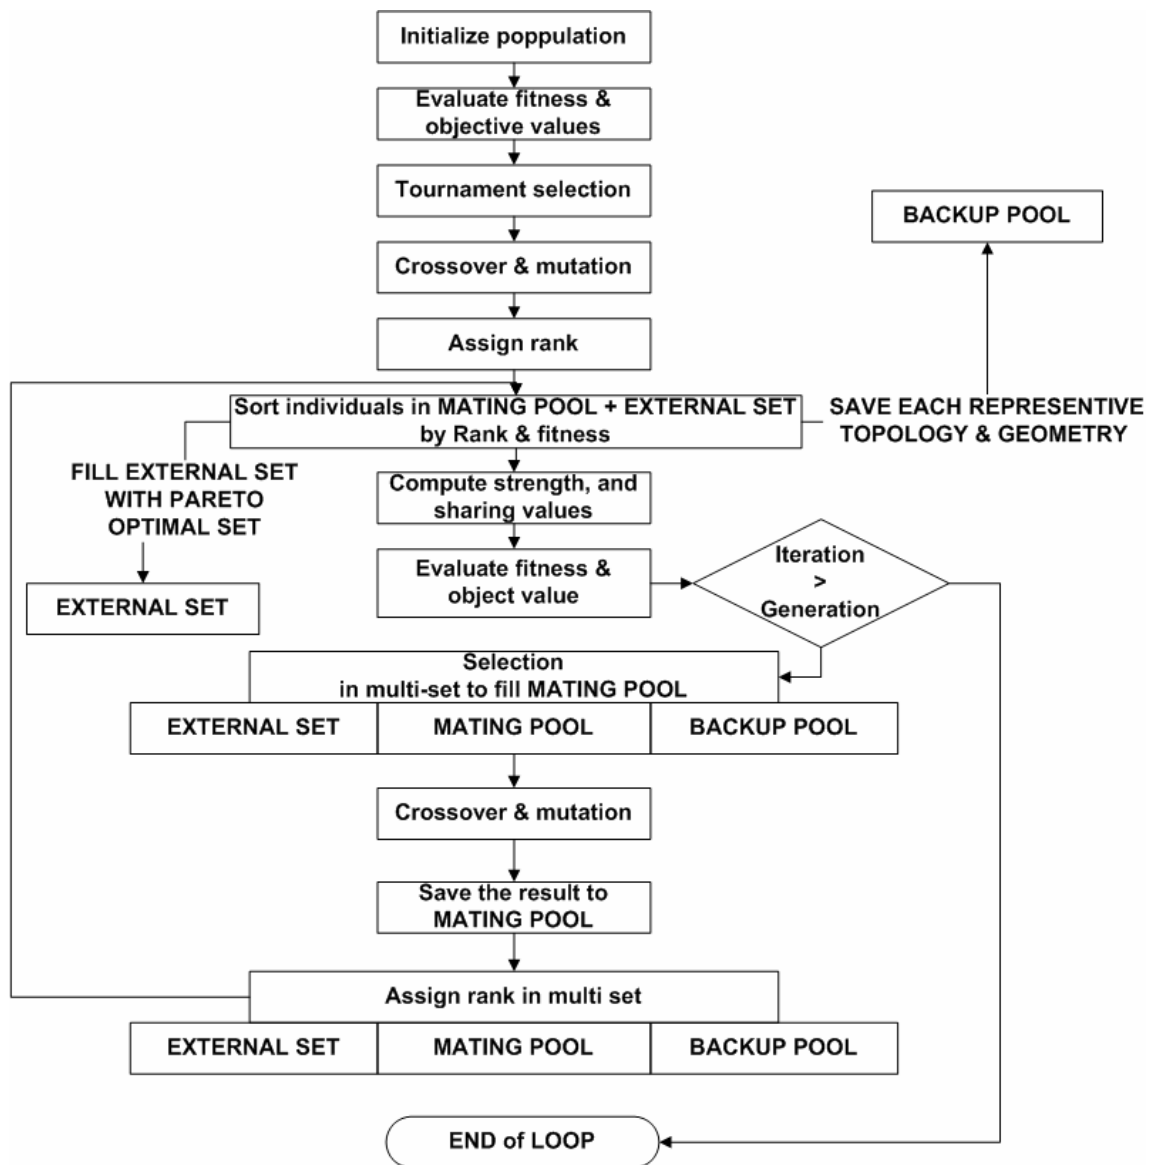 Initialize poppulation
Evaluate fitness &
objective values
Tournament selection
BACKUP POOL
Crossover & mutation
Assign rank
Sort individuals in MATING POOL + EXTERNAL SET
by Rank & fitness
SAVE EACH REPRESENTIVE
TOPOLOGY & GEOMETRY
FILL EXTERNAL SET
WITH PARETO
OPTIMAL SET
Compute strength, and
sharing values
Evaluate fitness &
object value
Iteration
>
Generation
EXTERNAL SET
Selection
in multi-set to fill MATING POOL
EXTERNAL SET
MATING POOL
BACKUP POOL
Crossover & mutation
Save the result to
MATING POOL
Assign rank in multi set
EXTERNAL SET
MATING POOL
BACKUP POOL
END of LOOP